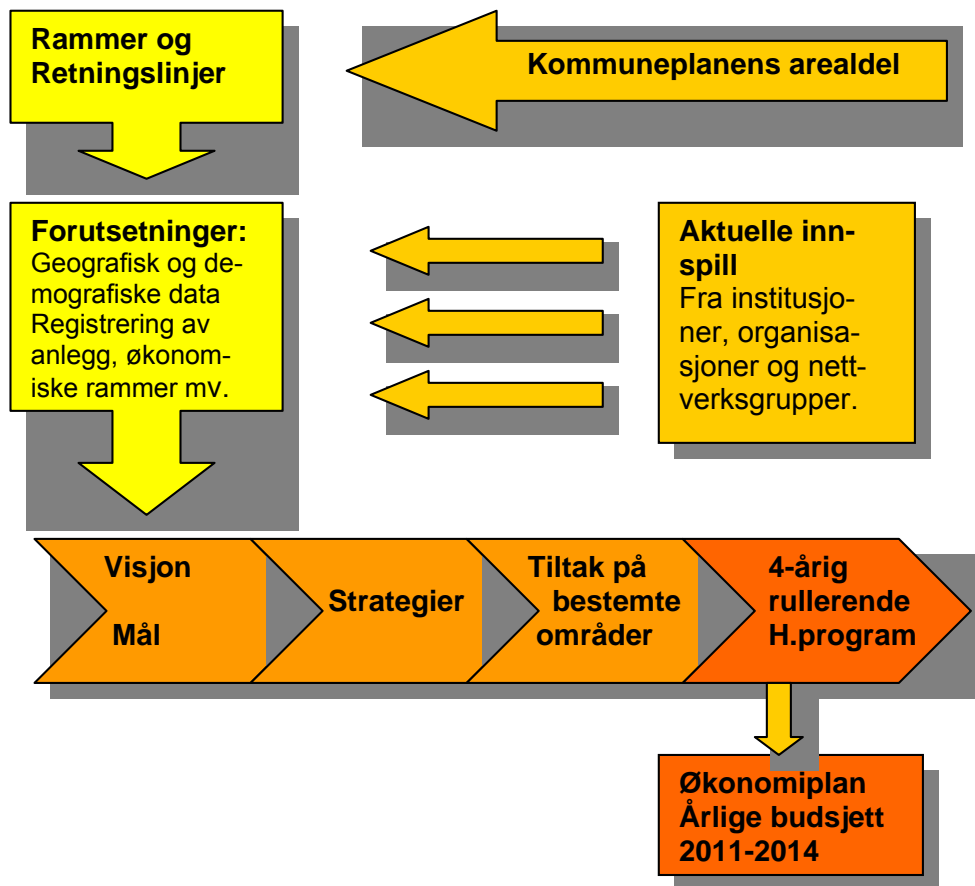 Rammer og
Retningslinjer
Kommuneplanens arealdel
Forutsetninger:
Geografisk og de-
mografiske data
Registrering av
anlegg, økonom-
iske rammer mv.
Aktuelle inn-
spill
Fra institusjo-
ner, organisa-
sjoner og nett-
verksgrupper.
Visjon
Mål
Strategier
Tiltak på
bestemte
områder
4-årig
rullerende
H.program
Økonomiplan
Årlige budsjett
2011-2014